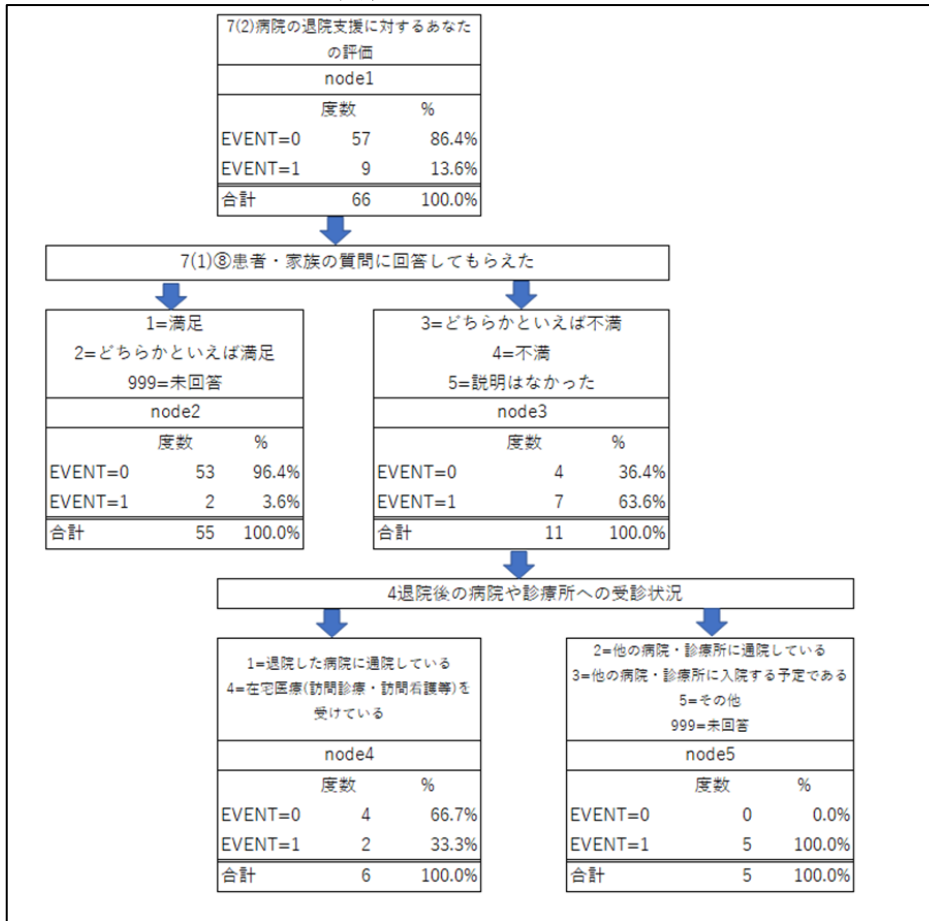 7(2)病院の退院支援に対するあなた
の評価
node1
度数 %
EVENT=0 57 86.4%
EVENT=1 9 13.6%
合計 66 100.0%
7(1)⑧患者・家族の質問に回答してもらえた
1=満足
2=どちらかといえば満足
999=未回答
node2
度数 %
EVENT=0 53 96.4%
EVENT=1 2 3.6%
合計 55 100.0%
3=どちらかといえば不満
4=不満
5=説明はなかった
node3
度数 %
EVENT=0 4 36.4%
EVENT=1 7 63.6%
合計 11 100.0%
4退院後の病院や診療所への受診状況
1=退院した病院に通院している
4=在宅医療(訪問診療・訪問看護等)を
受けている
node4
度数 %
EVENT=0 4 66.7%
EVENT=1 2 33.3%
合計 6 100.0%
2=他の病院・診療所に通院している
3=他の病院・診療所に入院する予定である
5=その他
999=未回答
node5
度数 %
EVENT=0 0 0.0%
EVENT=1 5 100.0%
合計 5 100.0%